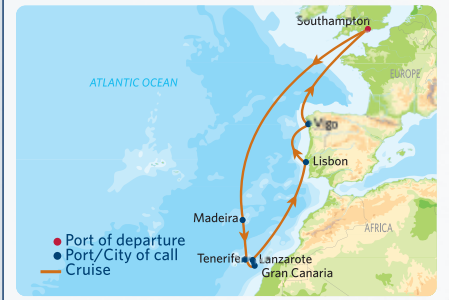 Southampton
EUROPE
ATLANTIC OCEAN
Vigo
Lisbon
Madeira
AFRICA
Port of departure
Port/City of call
Cruise
Tenerife
Lanzarote
Gran Canaria